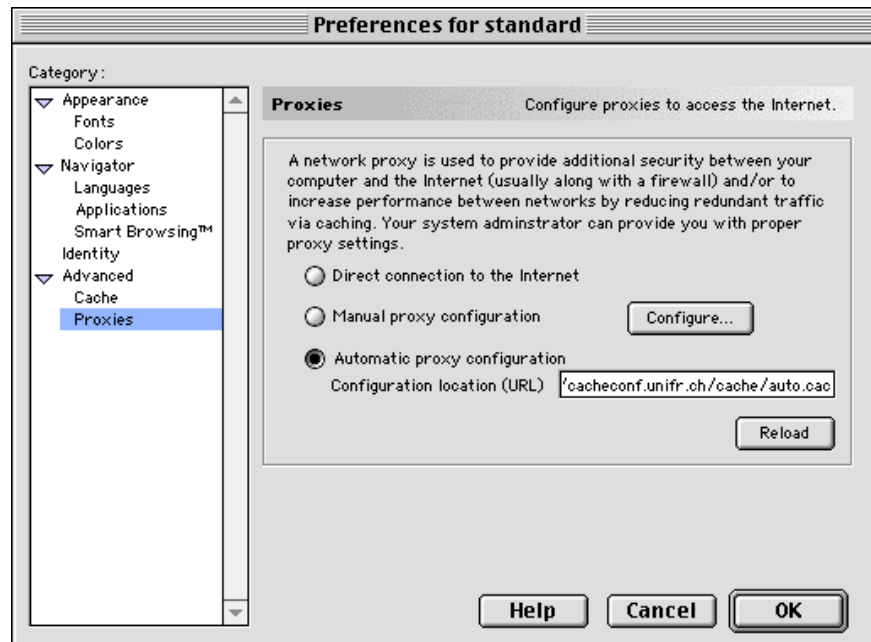 Preferences for standard
Category:
Appearance
Fonts
Colors
Navigator
Languages
Applications
Smart Browsing™
Identity
Advanced
Cache
Proxies
Proxies
Configure proxies to access the Internet.
A network proxy is used to provide additional security between your
computer and the Internet (usually along with a firewall) and/or to
increase performance between networks by reducing redundant traffic
via caching. Your system adminstrator can provide you with proper
proxy settings.
Direct connection to the Internet
Manual proxy configuration
Configure...
Automatic proxy configuration
Configuration location (URL)
/cacheconf.unifr.ch/cache/auto.cac
Reload
Help
Cancel
OK